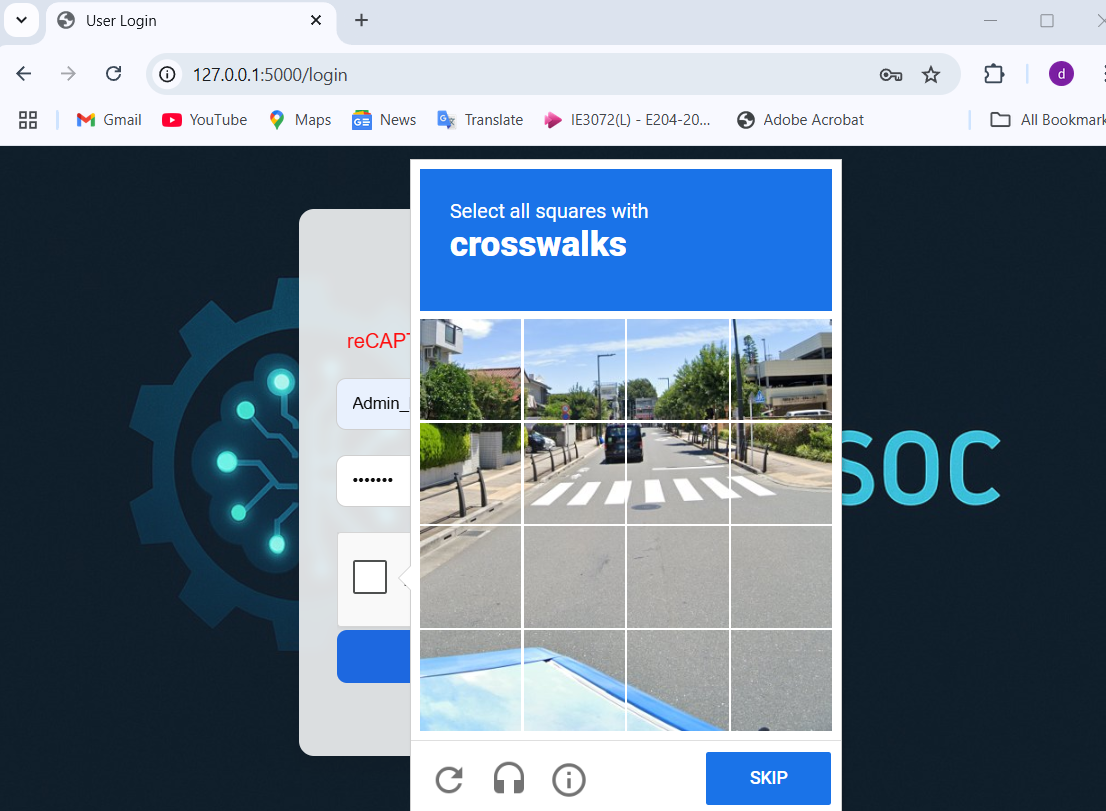 User Login
127.0.0.1:5000/login
d
Gmail
YouTube
Maps
News
Translate
IE3072(L) - E204-20...
Adobe Acrobat
All Bookmark
Select all squares with
crosswalks
reCAPT
Admin_
SOC
SKIP